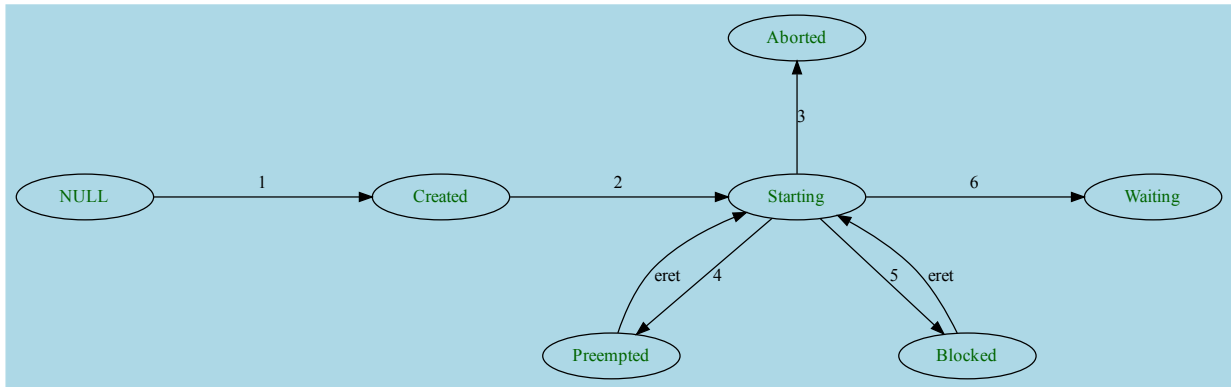 Aborted
3
NULL
1
Created
2
Starting
6
Waiting
eret
4
5
eret
Preempted
Blocked